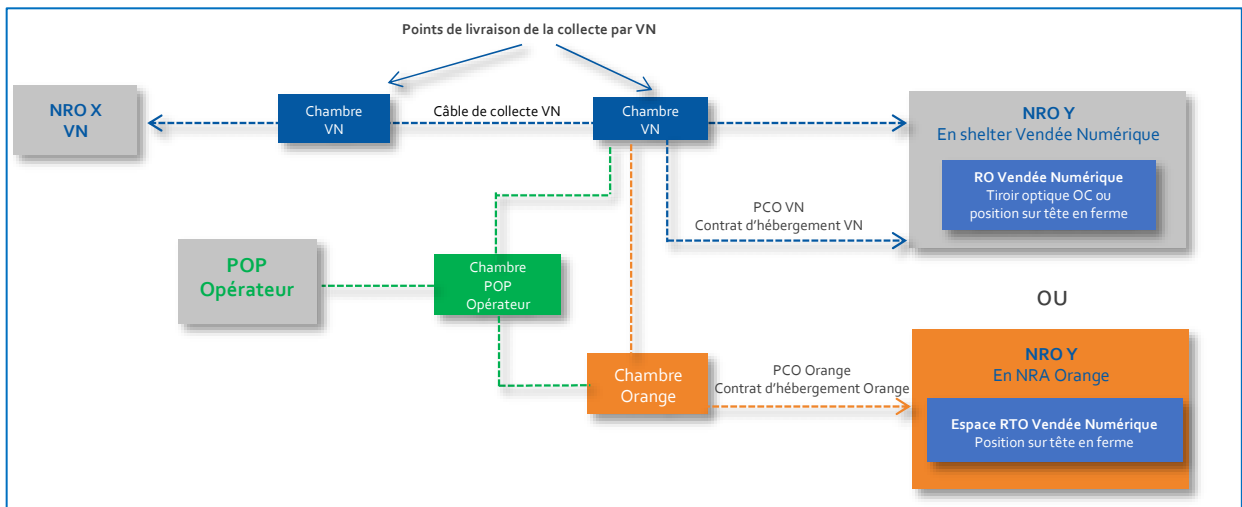 Points de livraison de la collecte par VN
NRO X
VN
Chambre
VN
Câble de collecte VN
Chambre
VN
NRO Y
En shelter Vendée Numérique
RO Vendée Numérique
Tiroir optique OC ou
position sur tête en ferme
PCO VN
Contrat d’hébergement VN
POP
Opérateur
Chambre
POP
Opérateur
OU
Chambre
Orange
PCO Orange
Contrat d’hébergement Orange
NRO Y
En NRA Orange
Espace RTO Vendée Numérique
Position sur tête en ferme